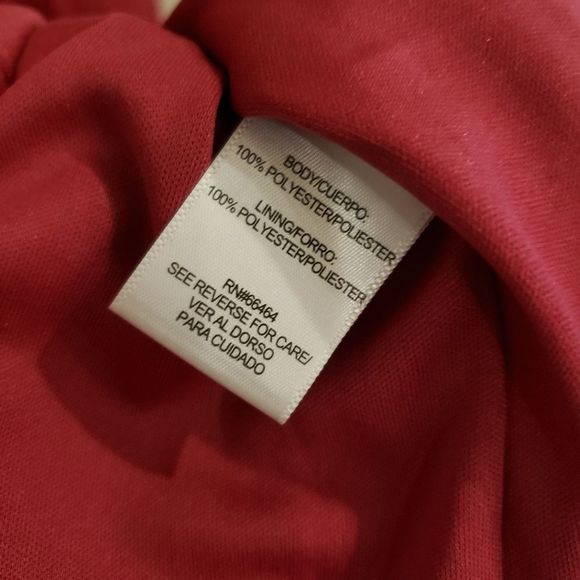 BODY/CUERPO:
100% POLYESTER/POLIESTER
LINING/FORRO:
100% POLYESTER/POLIESTER
RN#66464
SEE REVERSE FOR CARE/
VER AL DORSO
PARA CUIDADO